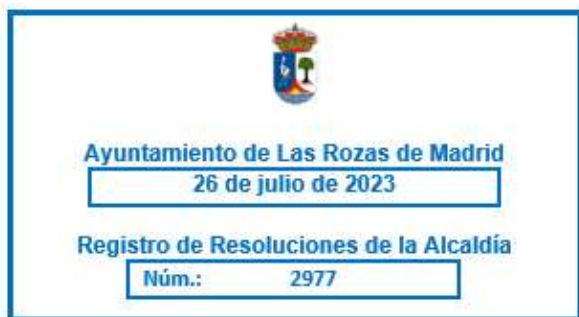 Ayuntamiento de Las Rozas de Madrid
26 de julio de 2023
Registro de Resoluciones de la Alcaldía
Núm.: 2977